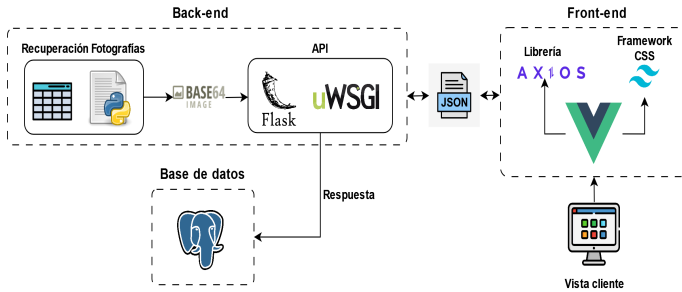 Back-end
Front-end
Recuperación Fotografías
API
Librería
Framework
CSS
AXIOS
BASE64
IMAGE
Flask
uWSGI
JSON
Base de datos
Respuesta
Vista cliente